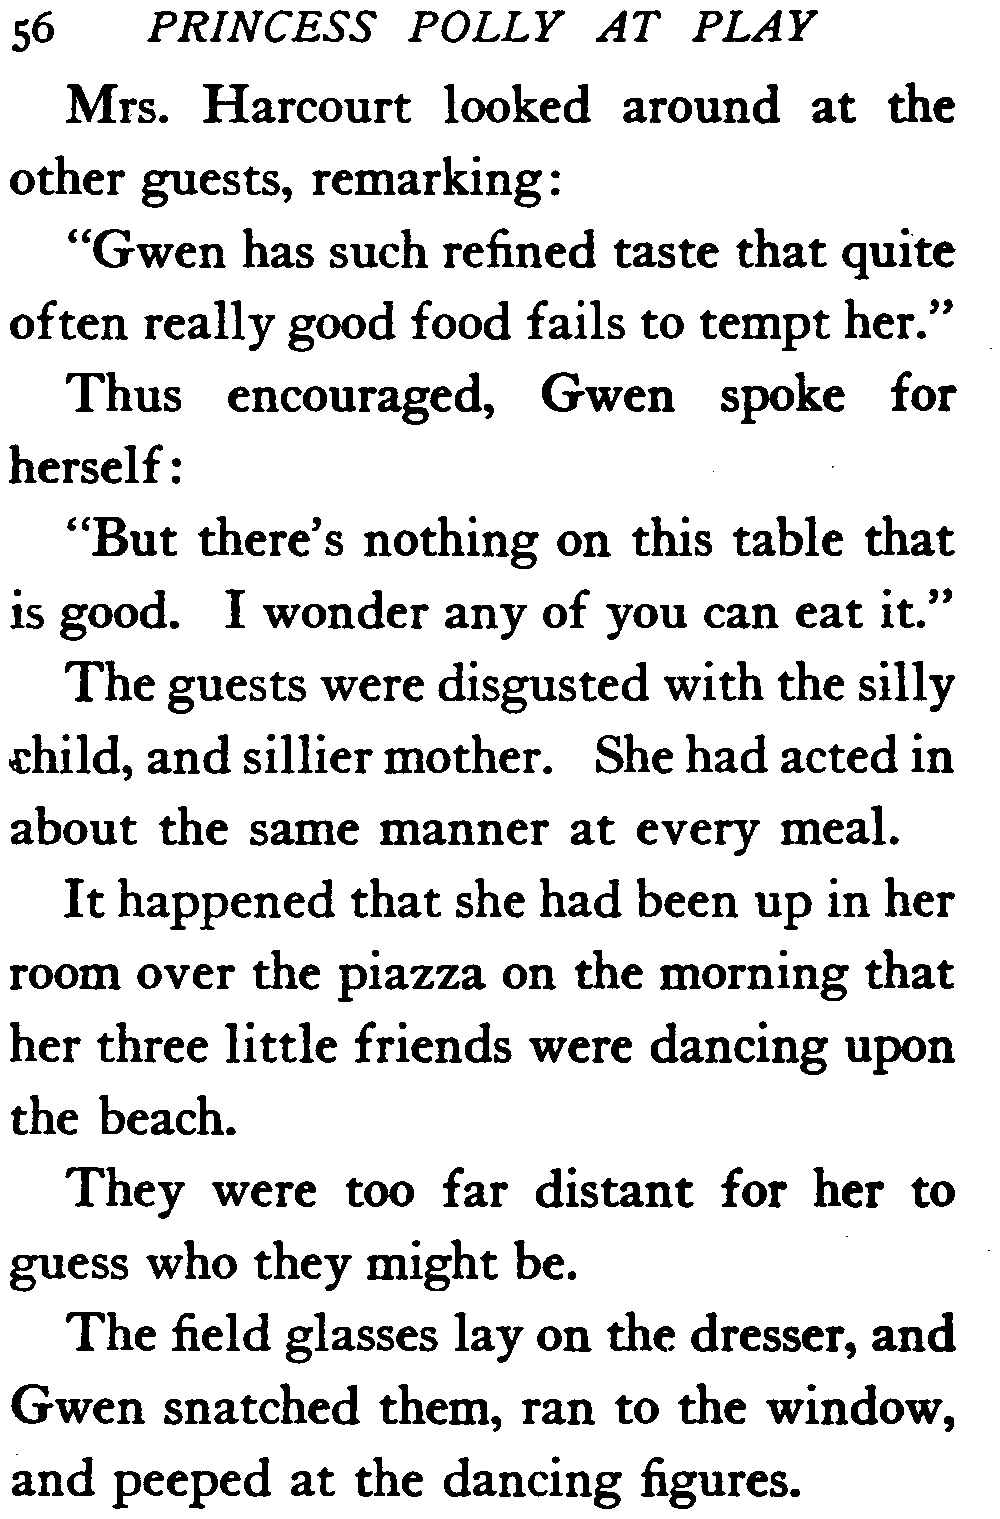 56 PRINCESS POLLY AT PLAY
Mrs. Harcourt looked around at the
other guests, remarking:
"Gwen has such refined taste that quite
often really good food fails to tempt her."
Thus encouraged, Gwen spoke for
herself:
"But there's nothing on this table that
is good. I wonder any of you can eat it."
The guests were disgusted with the silly
child, and sillier mother. She had acted in
about the same manner at every meal.
It happened that she had been up in her
room over the piazza on the morning that
her three little friends were dancing upon
the beach.
They were too far distant for her to
guess who they might be.
The field glasses lay on the dresser, and
Gwen snatched them, ran to the window,
and peeped at the dancing figures.